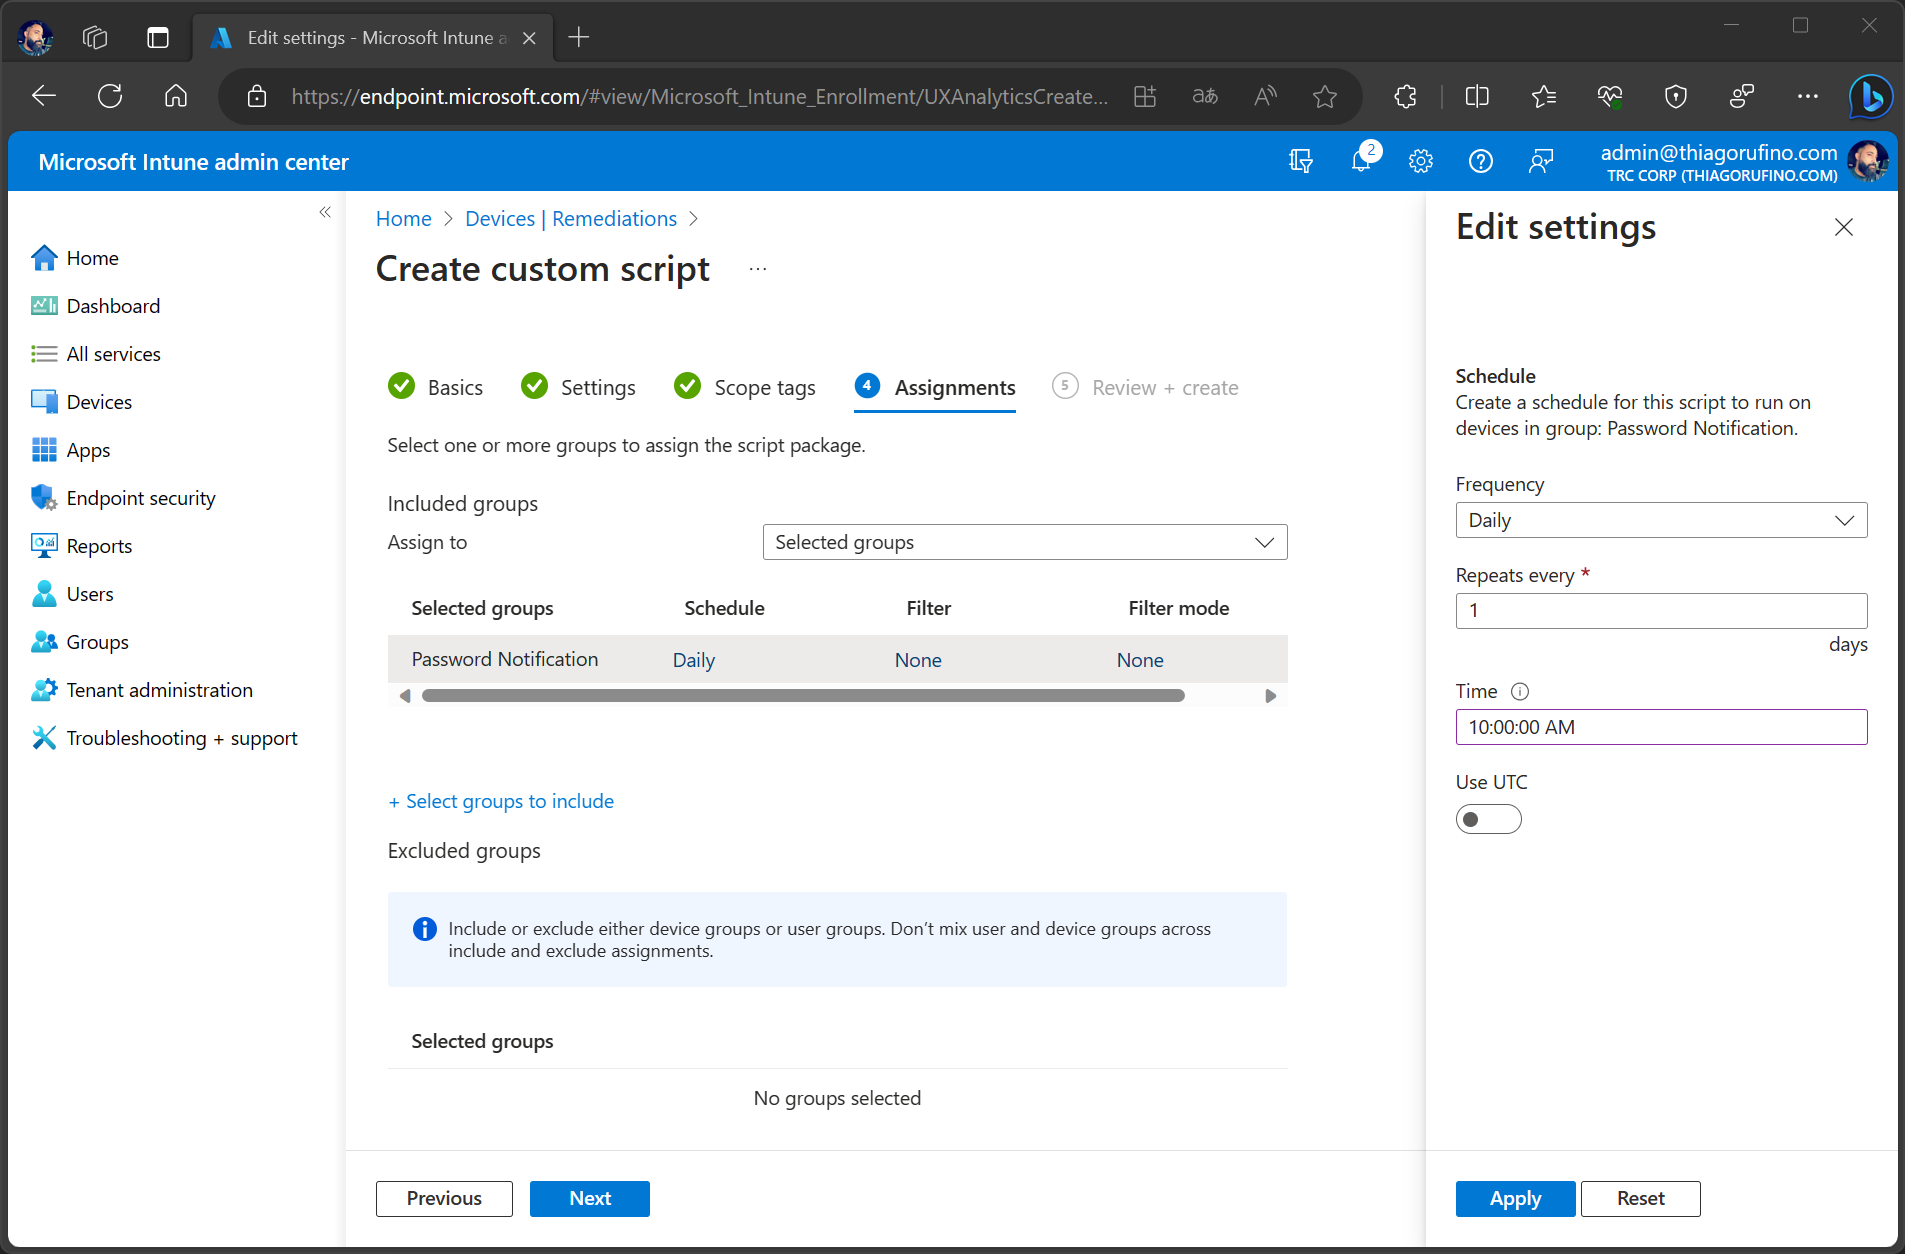 Edit settings - Microsoft Intune a
https://endpoint.microsoft.com/#view/Microsoft_Intune_Enrollment/UXAnalyticsCreate...
Microsoft Intune admin center
2
admin@thiagorufino.com
TRC CORP (THIAGORUFINO.COM)
Home
Dashboard
All services
Devices
Apps
Endpoint security
Reports
Users
Groups
Tenant administration
Troubleshooting + support
Home > Devices | Remediations >
Create custom script ...
Basics
Settings
Scope tags
4 Assignments
5 Review + create
Select one or more groups to assign the script package.
Included groups
Assign to
Selected groups
Selected groups Schedule Filter Filter mode
Password Notification Daily None None
+ Select groups to include
Excluded groups
Include or exclude either device groups or user groups. Don’t mix user and device groups across
include and exclude assignments.
Selected groups
No groups selected
Previous
Next
Edit settings
Schedule
Create a schedule for this script to run on
devices in group: Password Notification.
Frequency
Daily
Repeats every *
1
days
Time
10:00:00 AM
Use UTC
Apply
Reset